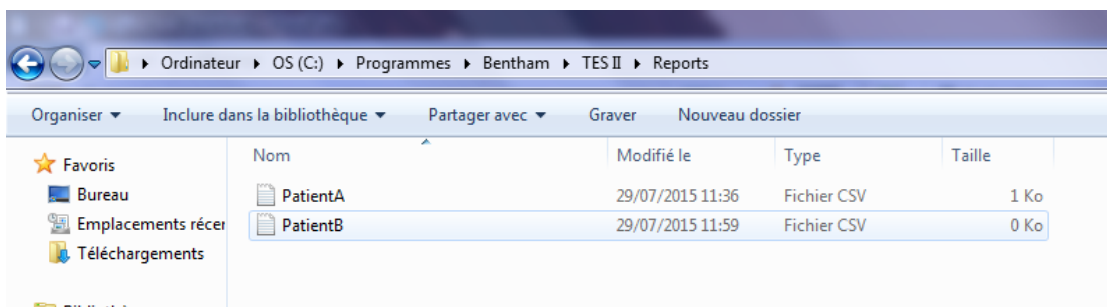 Ordinateur ▸ OS (C:) ▸ Programmes ▸ Bentham ▸ TES II ▸ Reports
Organiser ▼ Inclure dans la bibliothèque ▼ Partager avec ▼ Graver Nouveau dossier
Favoris
Bureau
Emplacements récer
Téléchargements
Nom Modifié le Type Taille
PatientA 29/07/2015 11:36 Fichier CSV 1 Ko
PatientB 29/07/2015 11:59 Fichier CSV 0 Ko